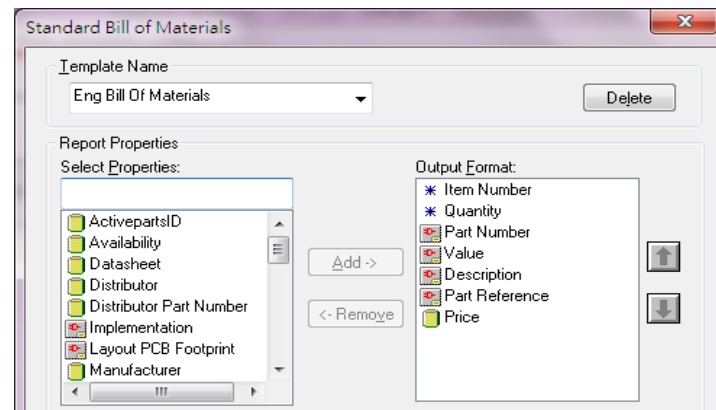 Standard Bill of Materials
Template Name
Eng Bill Of Materials
Delete
Report Properties
Select Properties:
ActivepartsID
Availability
Datasheet
Distributor
Distributor Part Number
Implementation
Layout PCB Footprint
Manufacturer
Add ->
<- Remove
Output Format:
Item Number
Quantity
Part Number
Value
Description
Part Reference
Price